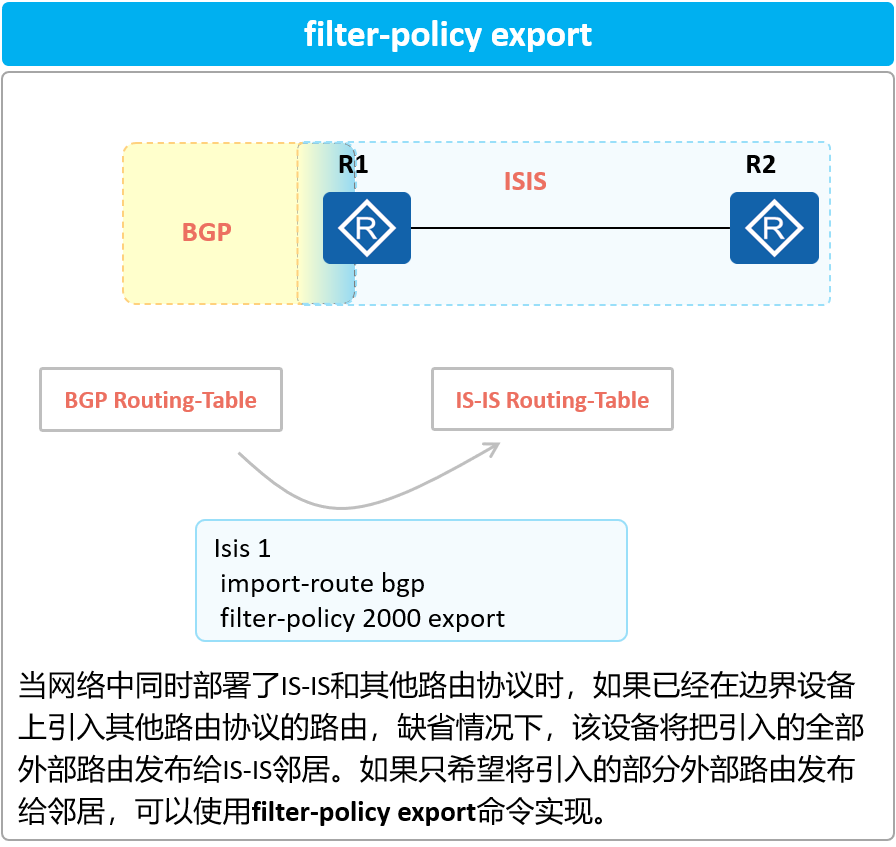 filter-policy export
R1
R2
ISIS
BGP
R
R
BGP Routing-Table
IS-IS Routing-Table
Isis 1
import-route bgp
filter-policy 2000 export
当网络中同时部署了IS-IS和其他路由协议时，如果已经在边界设备
上引入其他路由协议的路由，缺省情况下，该设备将把引入的全部
外部路由发布给IS-IS邻居。如果只希望将引入的部分外部路由发布
给邻居，可以使用filter-policy export命令实现。